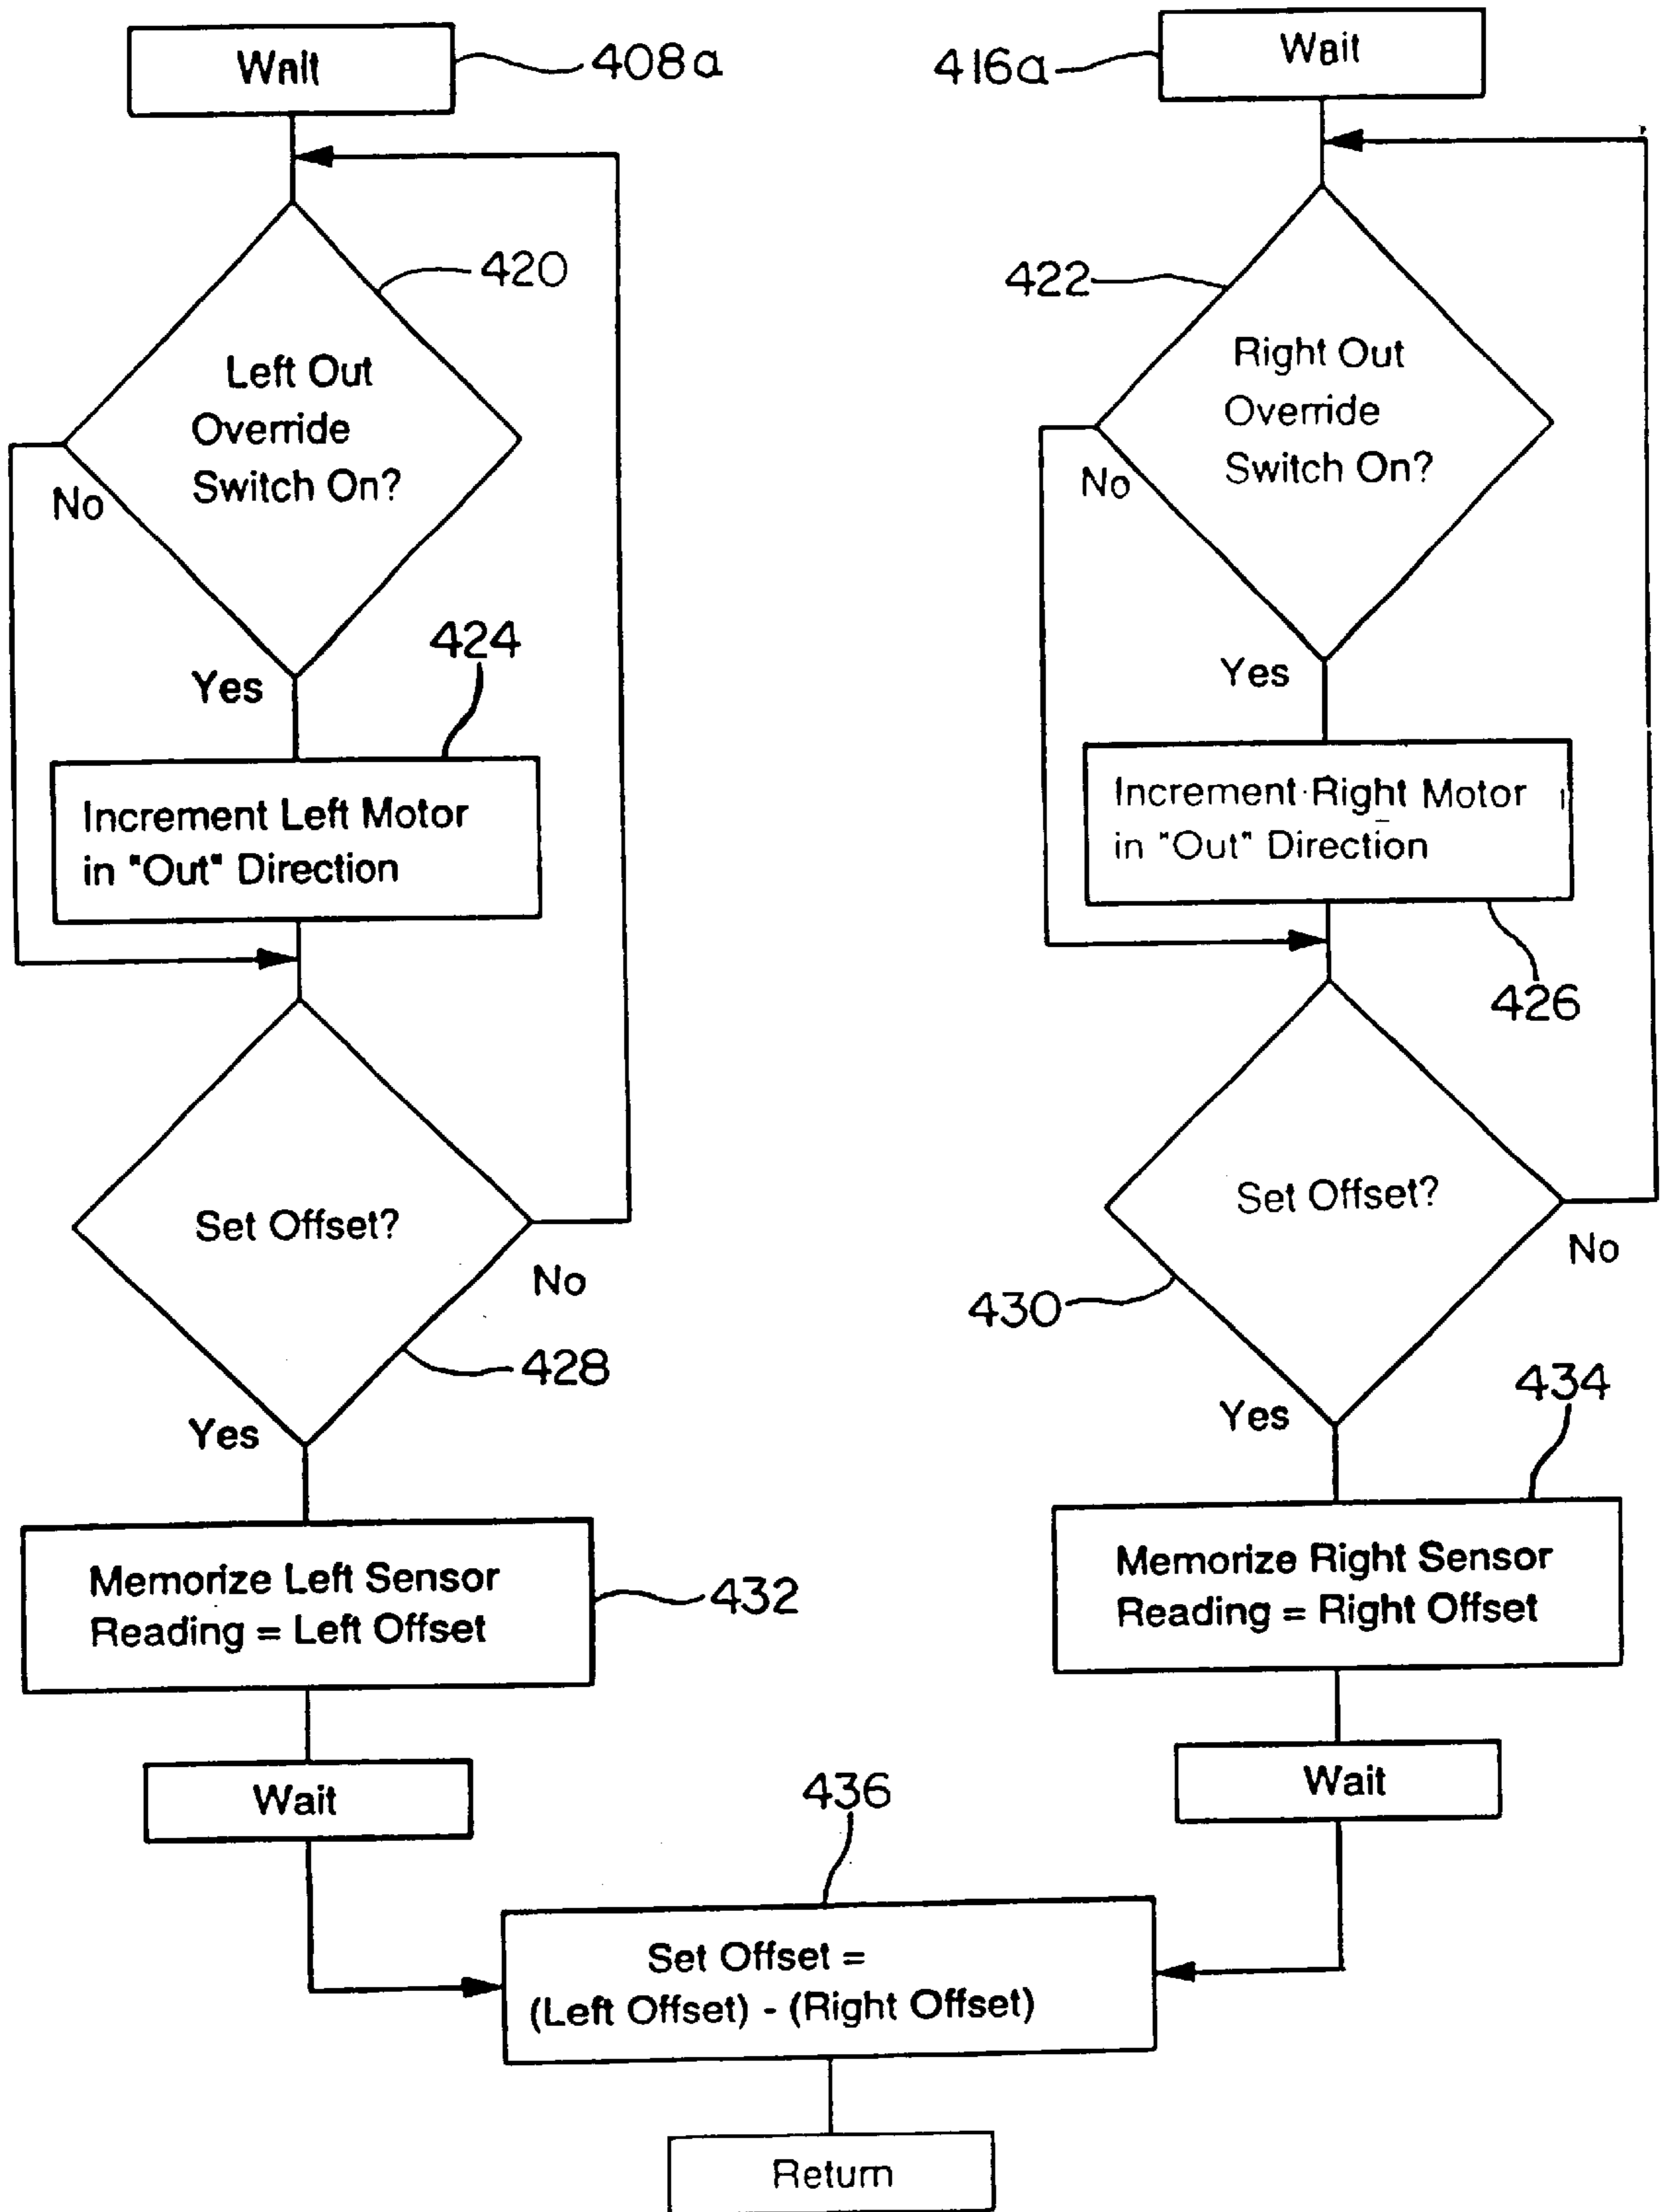 Wait
408a
420
Left Out
Override
Switch On?
No
Yes
424
Increment Left Motor
in "Out" Direction
Set Offset?
No
428
Yes
Memorize Left Sensor
Reading = Left Offset
432
Wait
Wait
416a
422
Right Out
Override
Switch On?
No
Yes
Increment Right Motor
in "Out" Direction
426
Set Offset?
No
430
Yes
434
Memorize Right Sensor
Reading = Right Offset
Wait
436
Set Offset =
(Left Offset) - (Right Offset)
Return